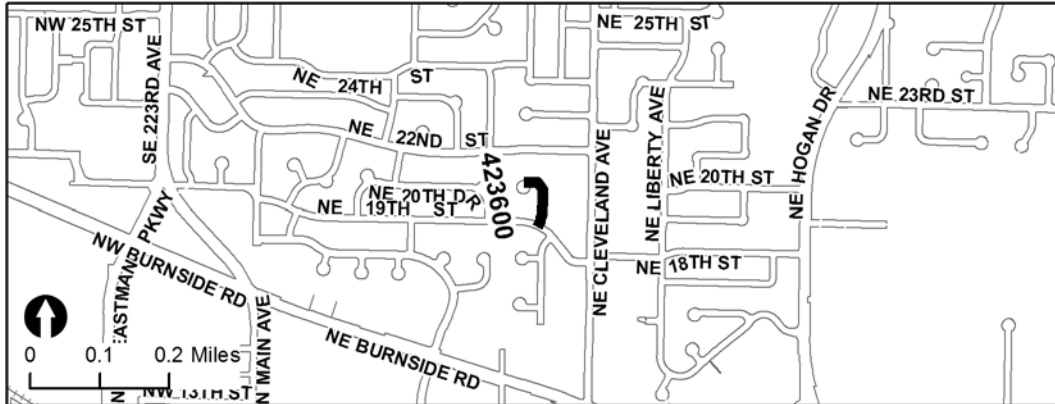 NW 25TH ST
NE 25TH ST
SE 223RD AVE
NE 24TH ST
NE 23RD ST
NE HOGAN DR
NE LIBERTY AVE
NE CLEVELAND AVE
NE 22ND ST
423600
NE 20TH DR
NE 20TH ST
NE 19TH ST
EASTMAN PKWY
NW BURNSIDE RD
NE 18TH ST
N MAIN AVE
NE BURNSIDE RD
0 0.1 0.2 Miles
NW 13TH ST
N